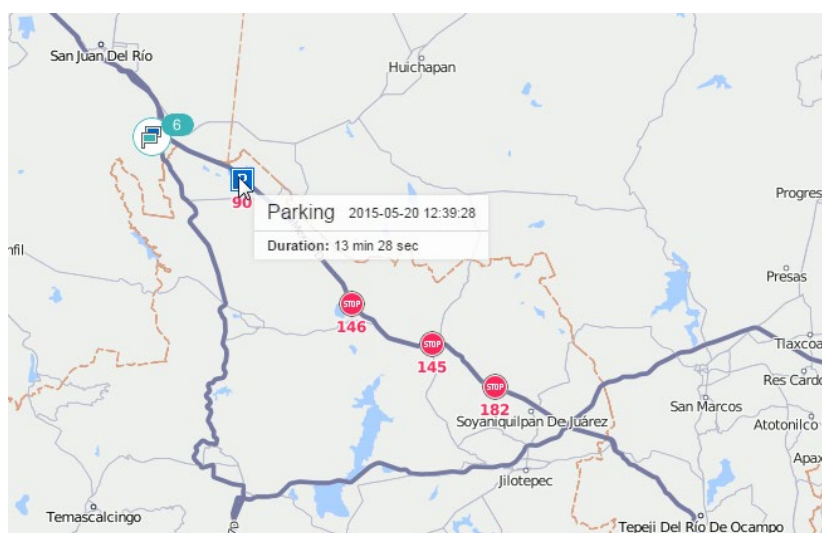 San Juan Del Río
Huichapan
6
P
90
Parking 2015-05-20 12:39:28
Duration: 13 min 28 sec
Progres
nfil
Presas
STOP
146
STOP
145
Tlaxcoa
Res Cardo
STOP
182
San Marcos
Soyaniquilpan De Juárez
Atotonilco
Apax
Jilotepec
Temascalcingo
Tepeji Del Río De Ocampo